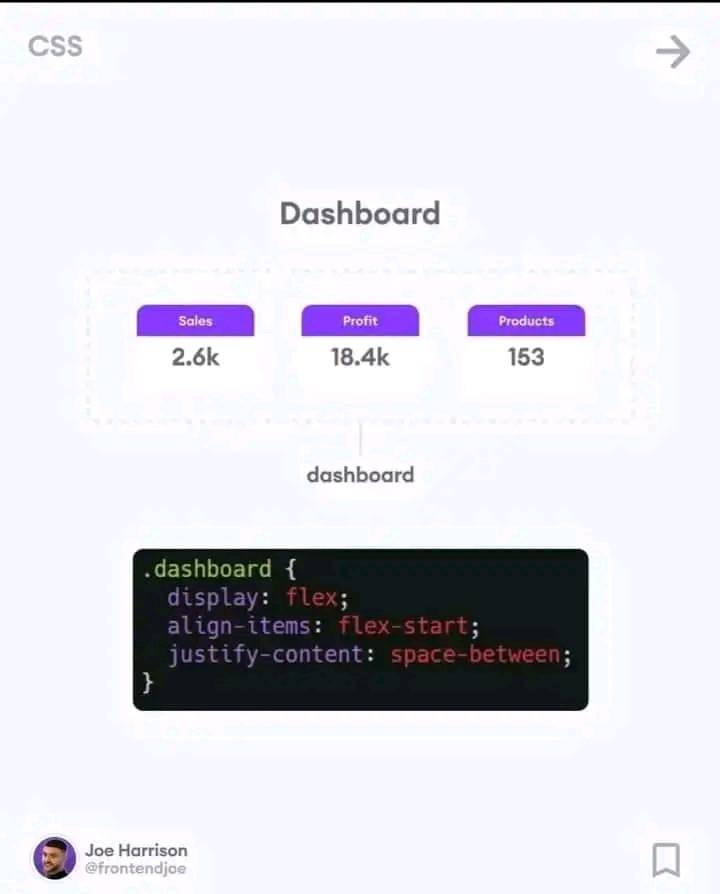 CSS
Dashboard
Sales
Profit
Products
2.6k
18.4k
153
dashboard
.dashboard {
  display: flex;
  align-items: flex-start;
  justify-content: space-between;
}
Joe Harrison
@frontendjoe